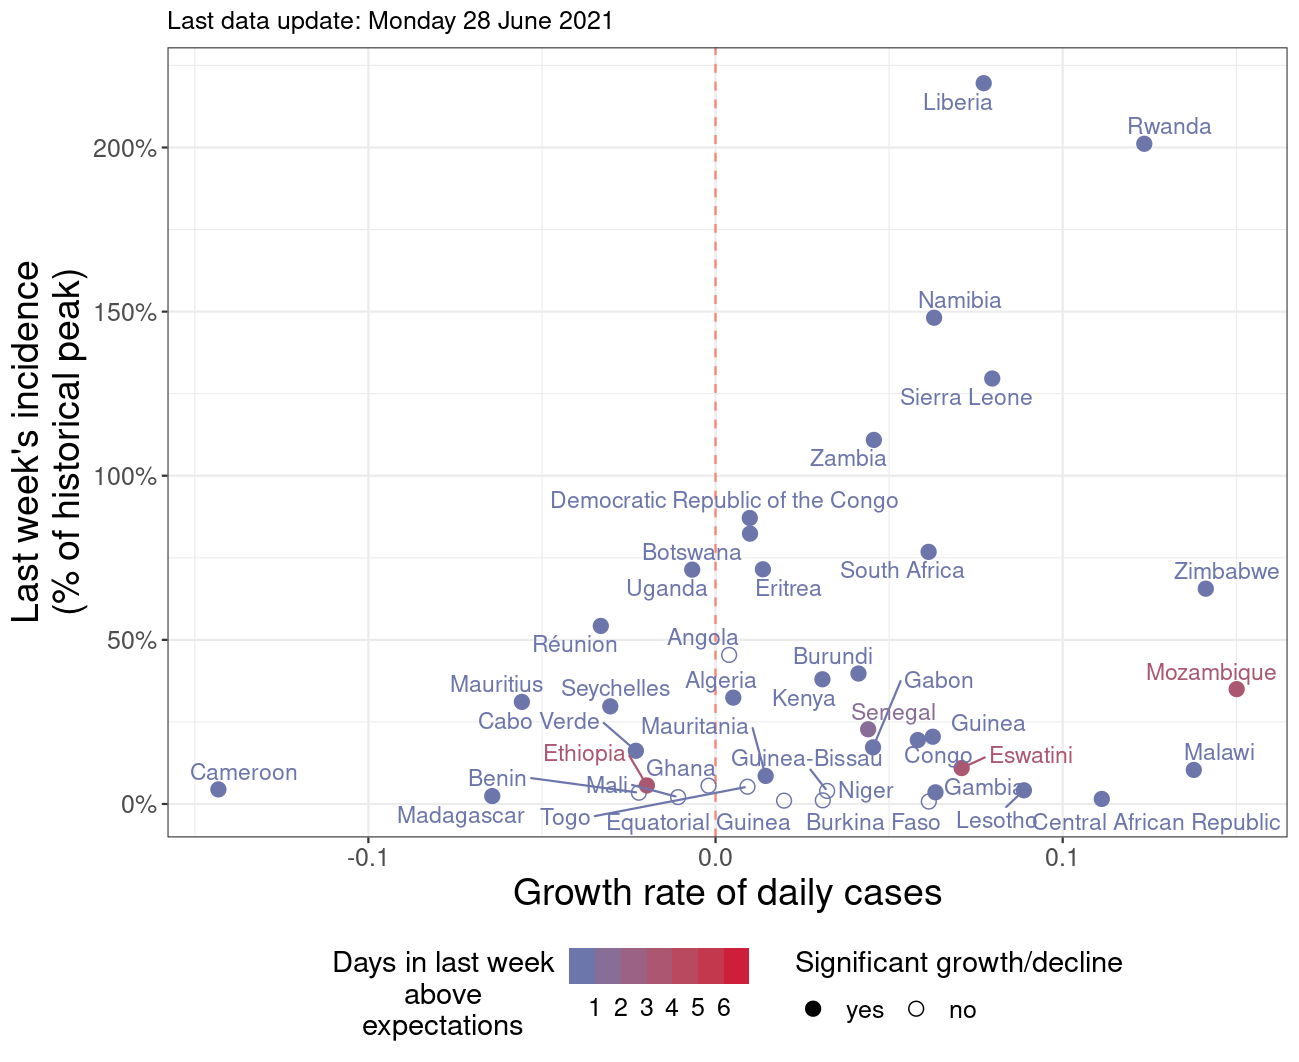 Last data update: Monday 28 June 2021
Last week's incidence
(% of historical peak)
200%
150%
100%
50%
0%
Liberia
Rwanda
Namibia
Sierra Leone
Zambia
Democratic Republic of the Congo
Botswana
South Africa
Zimbabwe
Uganda
Eritrea
Réunion
Angola
Burundi
Mozambique
Mauritius
Seychelles
Algeria
Gabon
Kenya
Senegal
Cabo Verde
Mauritania
Guinea
Ethiopia
Guinea-Bissau
Congo
Eswatini
Malawi
Cameroon
Ghana
Benin
Mali
Niger
Gambia
Madagascar
Togo
Equatorial Guinea
Burkina Faso
Lesotho
Central African Republic
-0.1
0.0
0.1
Growth rate of daily cases
Days in last week
above
expectations
1 2 3 4 5 6
Significant growth/decline
yes
no